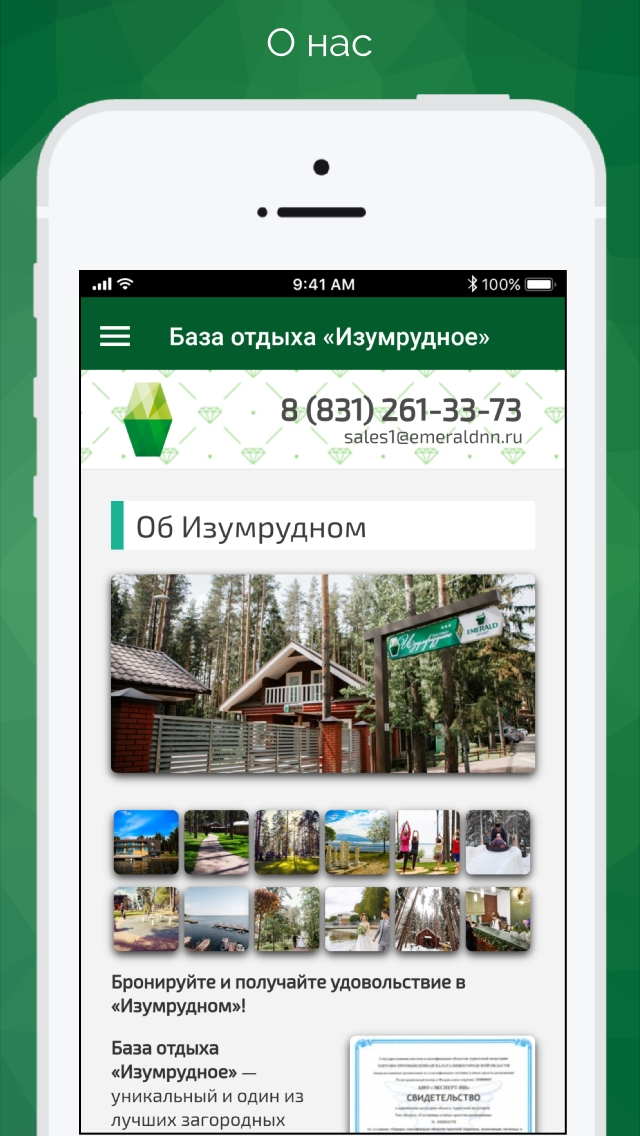 О нас
9:41 AM
100%
База отдыха «Изумрудное»
8 (831) 261-33-73
sales1@emeraldnn.ru
Об Изумрудном
Изумрудное
EMERALD
Бронируйте и получайте удовольствие в
«Изумрудном»!
База отдыха
«Изумрудное» —
уникальный и один из
лучших загородных
СВИДЕТЕЛЬСТВО